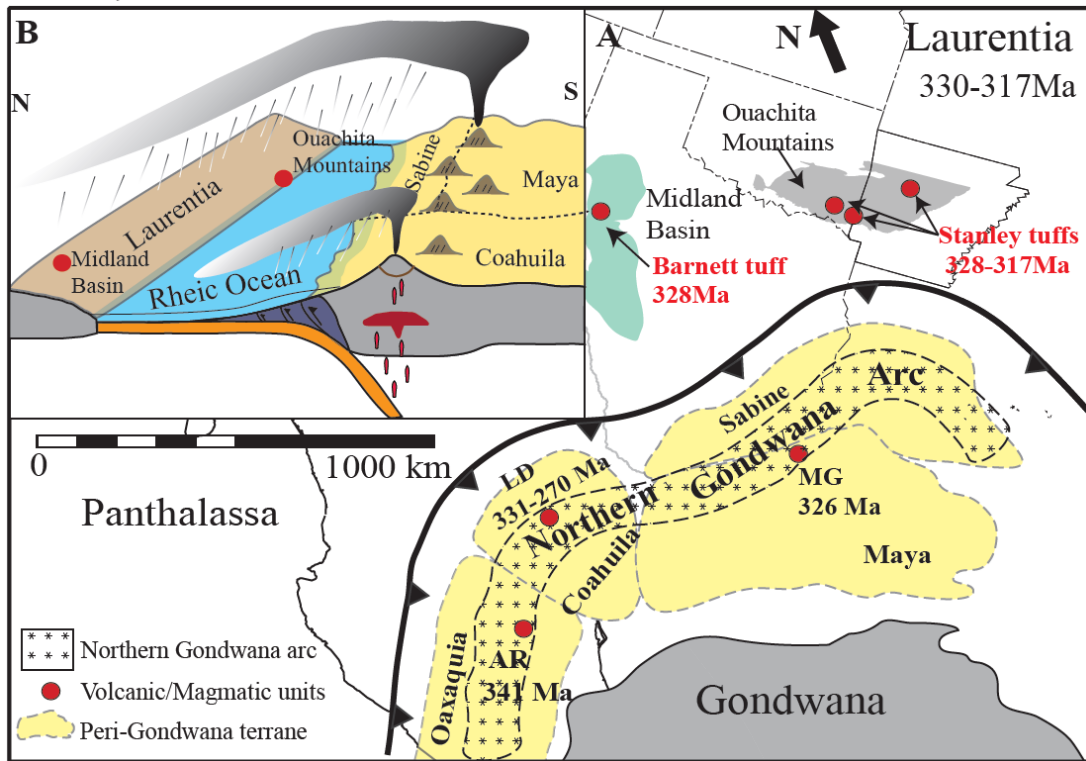 B
N
S
Ouachita
Mountains
Sabine
Maya
Laurentia
Midland
Basin
Coahuila
Rheic Ocean
A
N
Laurentia
330-317Ma
Ouachita
Mountains
Midland
Basin
Stanley tuffs
328-317Ma
Barnett tuff
328Ma
Arc
Sabine
Gondwana
MG
326 Ma
Maya
LD
331-270 Ma
Northern
Coahuila
Oaxaquia
AR
341 Ma
Gondwana
0
1000 km
Panthalassa
Northern Gondwana arc
Volcanic/Magmatic units
Peri-Gondwana terrane